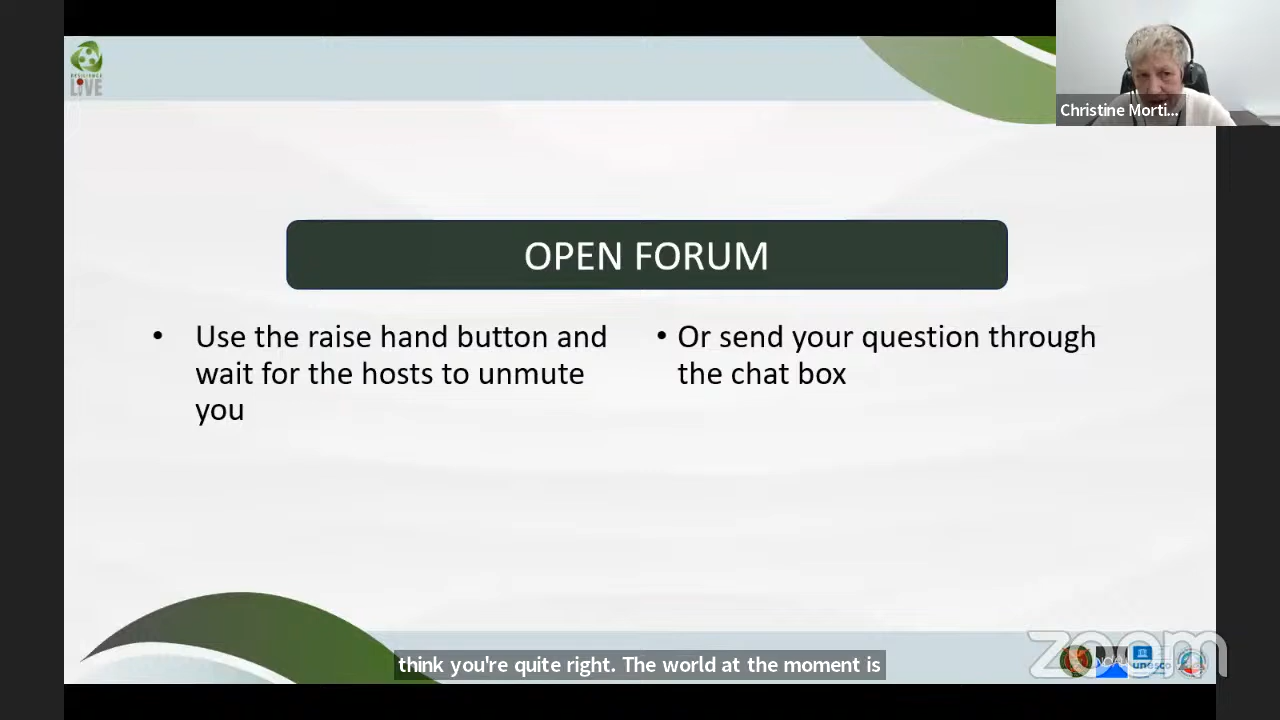 RESILIENCE
LIVE
Christine Morti...
OPEN FORUM
• Use the raise hand button and
wait for the hosts to unmute
you
• Or send your question through
the chat box
think you're quite right. The world at the moment is
zoom
unesco